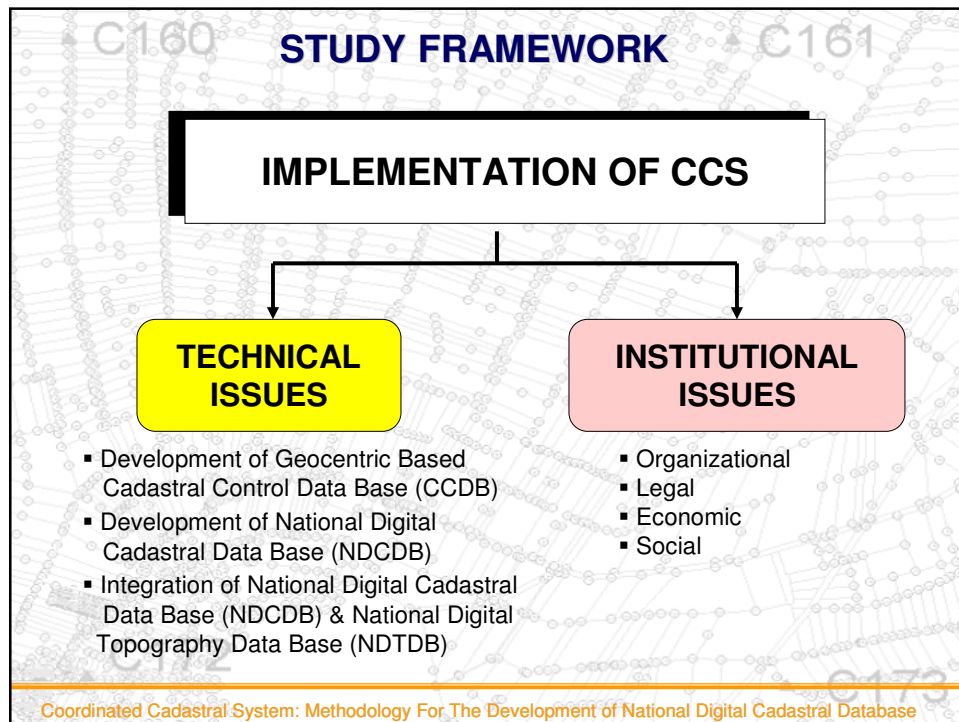 C160
C161
STUDY FRAMEWORK
IMPLEMENTATION OF CCS
TECHNICAL
ISSUES
▪ Development of Geocentric Based
Cadastral Control Data Base (CCDB)
▪ Development of National Digital
Cadastral Data Base (NDCDB)
▪ Integration of National Digital Cadastral
Data Base (NDCDB) & National Digital
Topography Data Base (NDTDB)
INSTITUTIONAL
ISSUES
▪ Organizational
▪ Legal
▪ Economic
▪ Social
C172
C173
Coordinated Cadastral System: Methodology For The Development of National Digital Cadastral Database